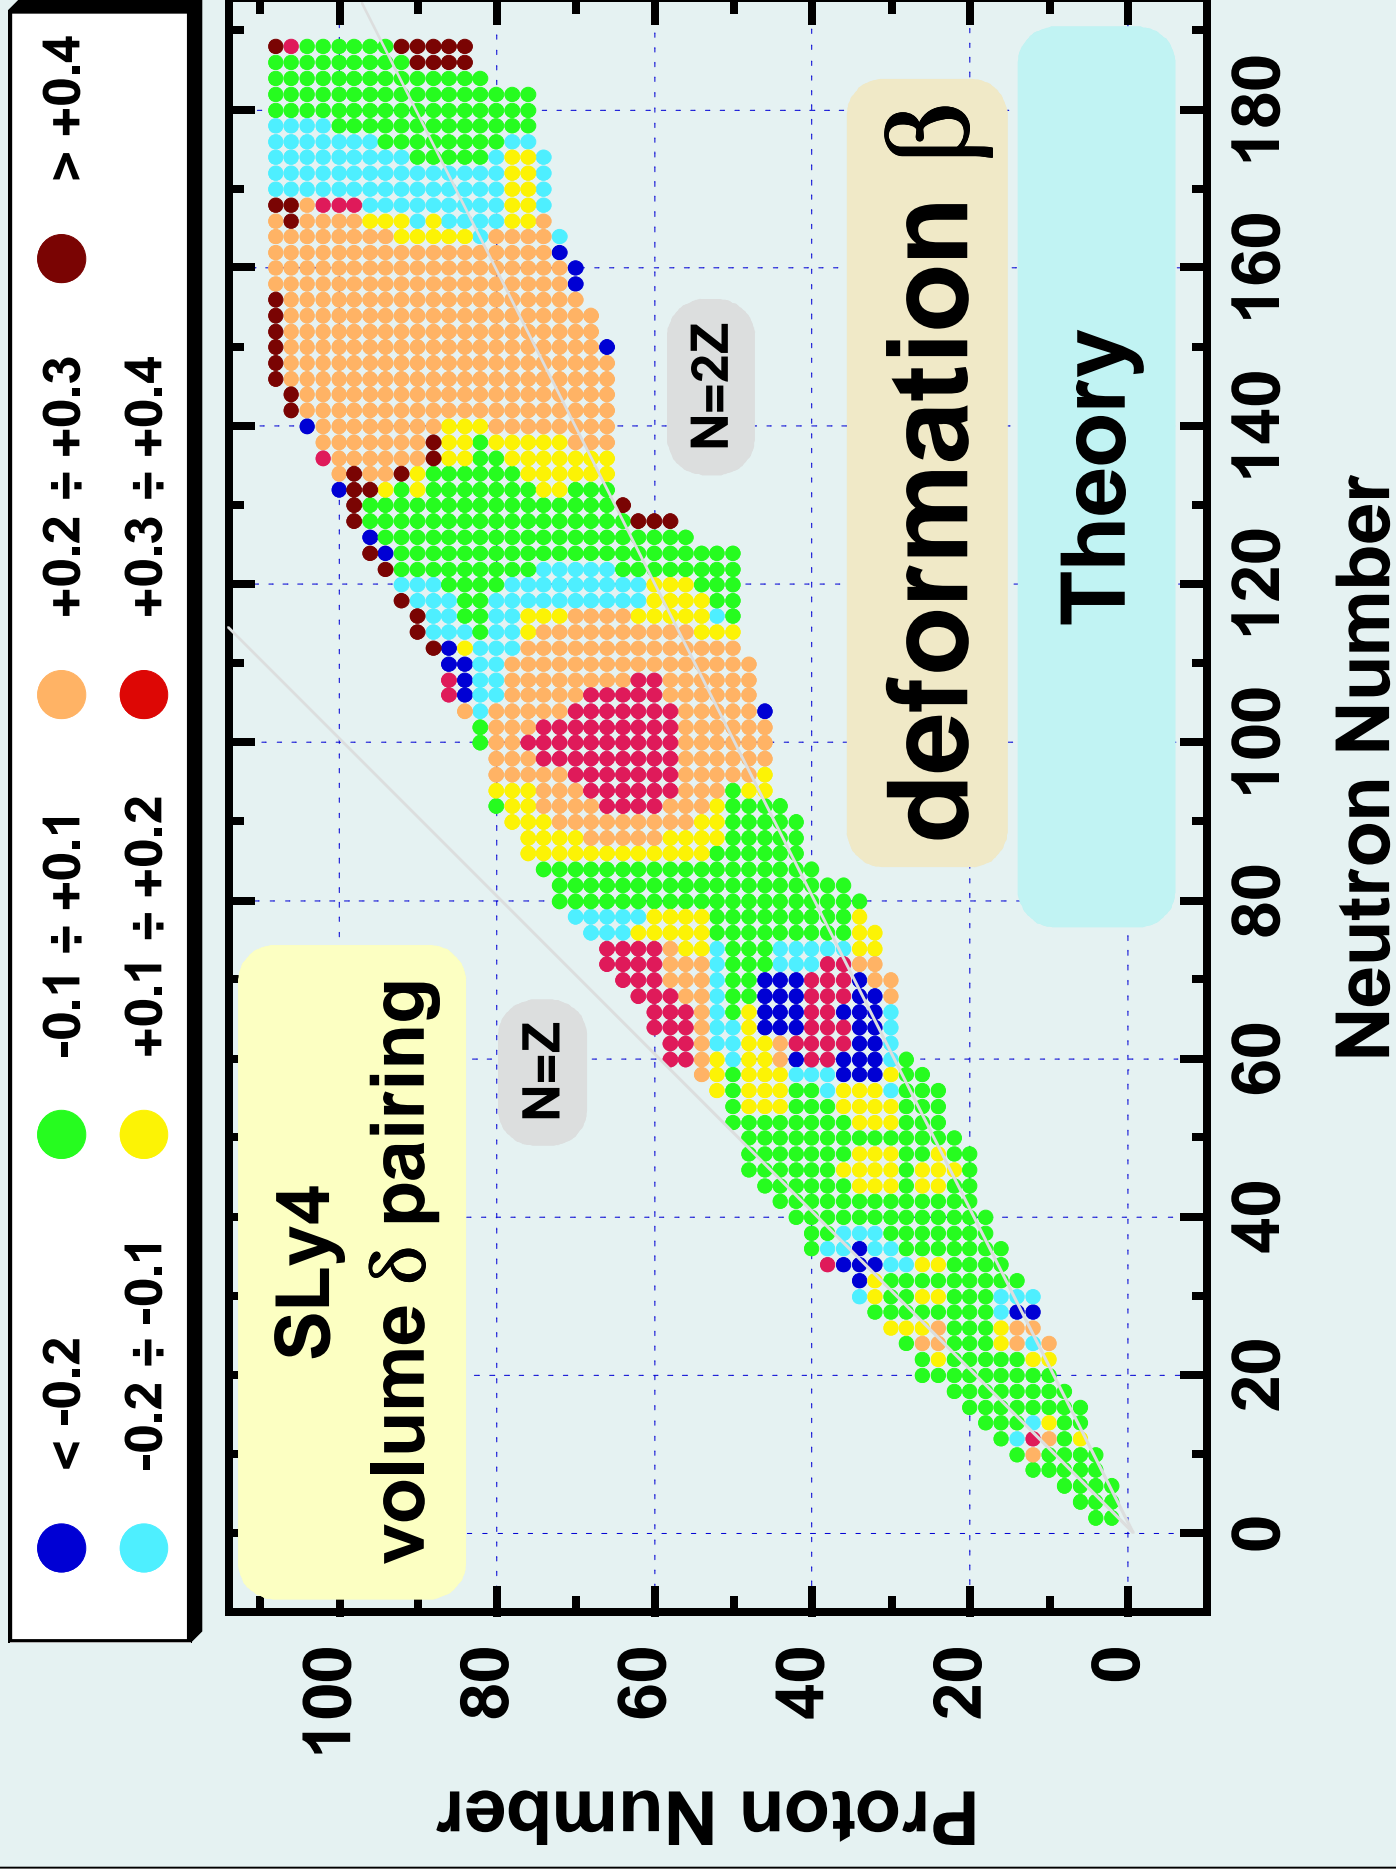 < -0.2 -0.1 ÷ +0.1 +0.2 ÷ +0.3 > +0.4
-0.2 ÷ -0.1 +0.1 ÷ +0.2 +0.3 ÷ +0.4
SLy4
volume δ pairing
N=Z
N=2Z
deformation β
Theory
Proton Number
100
80
60
40
20
0
0 20 40 60 80 100 120 140 160 180
Neutron Number